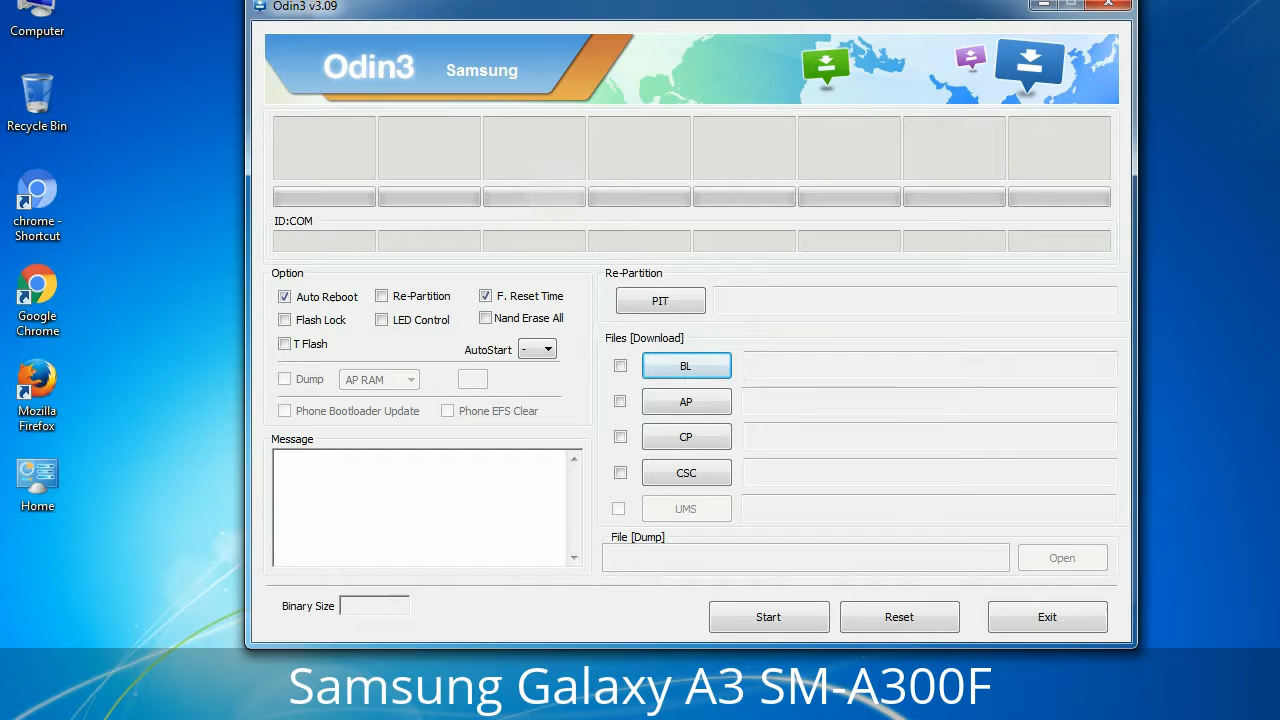 Odin3 v3.09
Computer
Recycle Bin
chrome -
Shortcut
Google
Chrome
Mozilla
Firefox
Home
Odin3 Samsung
ID:COM
Option
Auto Reboot
Re-Partition
F. Reset Time
Flash Lock
LED Control
Nand Erase All
T Flash
AutoStart
-
Dump
AP RAM
Phone Bootloader Update
Phone EFS Clear
Message
Re-Partition
PIT
Files [Download]
BL
AP
CP
CSC
UMS
File [Dump]
Open
Binary Size
Start
Reset
Exit
Samsung Galaxy A3 SM-A300F